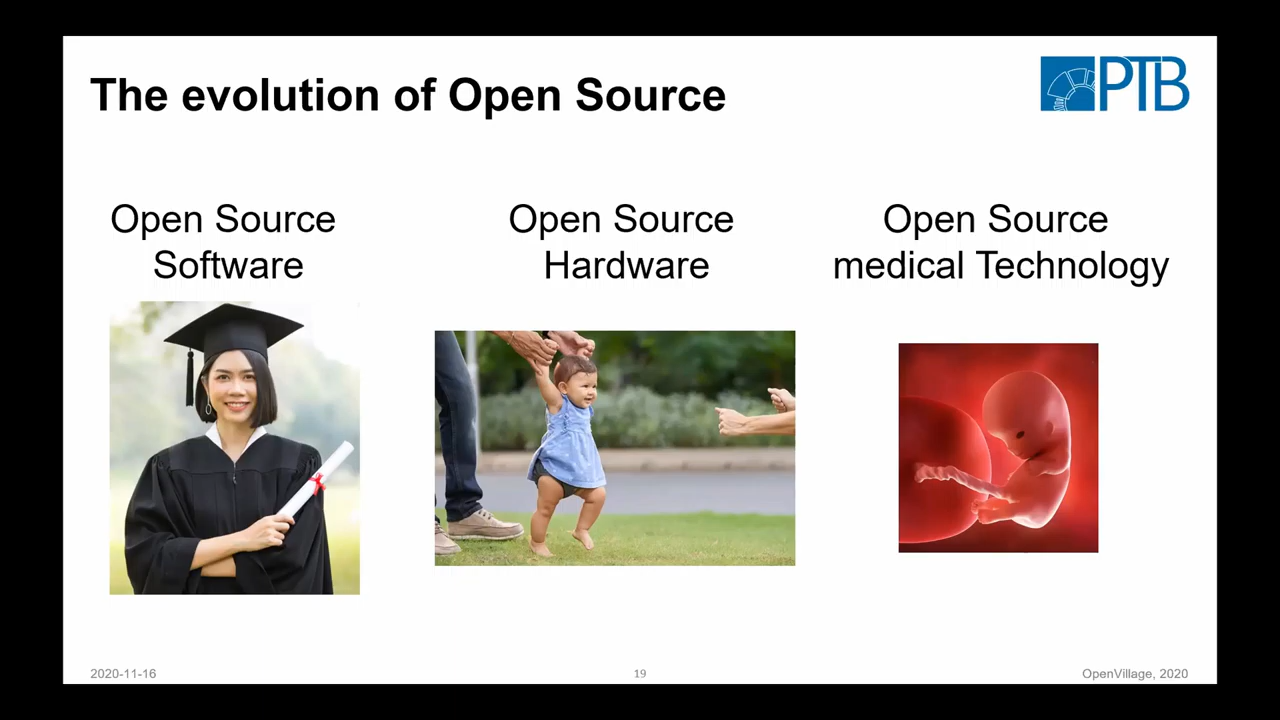 The evolution of Open Source
PTB
Open Source
Software
Open Source
Hardware
Open Source
medical Technology
2020-11-16
19
OpenVillage, 2020